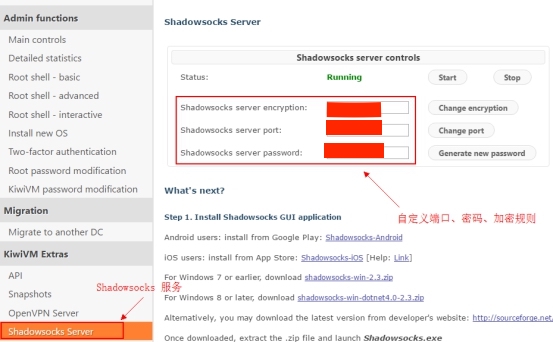 Admin functions
Main controls
Detailed statistics
Root shell - basic
Root shell - advanced
Root shell - interactive
Install new OS
Two-factor authentication
Root password modification
KiwiVM password modification
Migration
Migrate to another DC
KiwiVM Extras
API
Snapshots
OpenVPN Server
Shadowsocks Server
Shadowsocks 服务
Shadowsocks Server
Shadowsocks server controls
Status: Running Start Stop
Shadowsocks server encryption: Change encryption
Shadowsocks server port: Change port
Shadowsocks server password: Generate new password
自定义端口、密码、加密规则
What's next?
Step 1. Install Shadowsocks GUI application
Android users: install from Google Play: Shadowsocks-Android
iOS users: install from App Store: Shadowsocks-iOS [Help: Link]
For Windows 7 or earlier, download shadowsocks-win-2.3.zip
For Windows 8 or later, download shadowsocks-win-dotnet4.0-2.3.zip
Alternatively, you may download the latest version from developer's website: http://sourceforge.net/
Once downloaded, extract the .zip file and launch Shadowsocks.exe